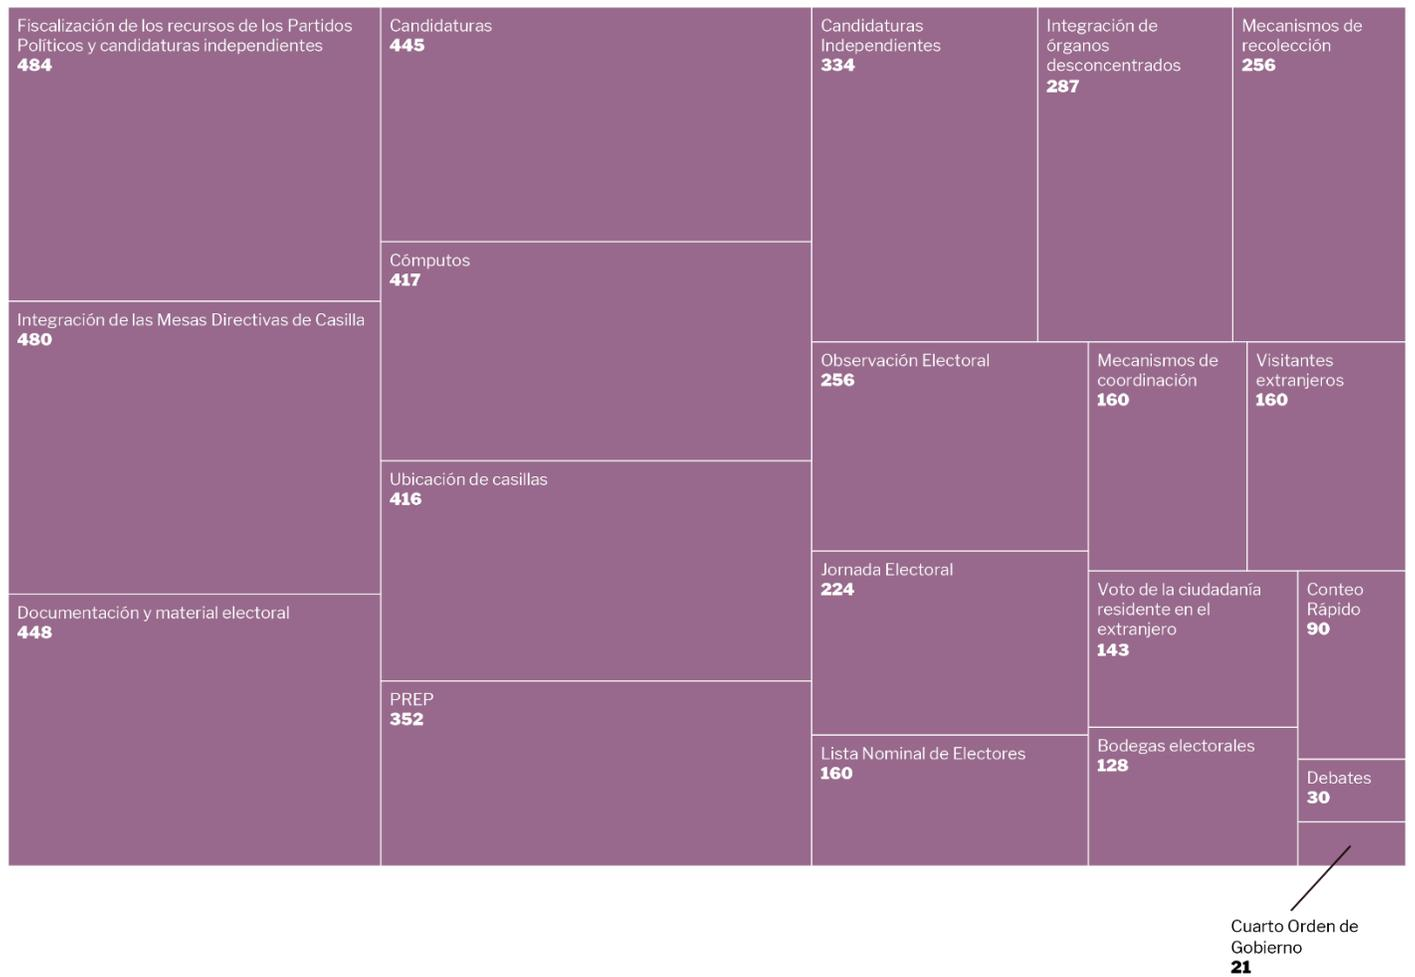 Fiscalización de los recursos de los Partidos
Políticos y candidaturas independientes
484
Integración de las Mesas Directivas de Casilla
480
Documentación y material electoral
448
Candidaturas
445
Cómputos
417
Ubicación de casillas
416
PREP
352
Candidaturas
Independientes
334
Integración de
órganos
desconcentrados
287
Mecanismos de
recolección
256
Observación Electoral
256
Jornada Electoral
224
Lista Nominal de Electores
160
Mecanismos de
coordinación
160
Visitantes
extranjeros
160
Voto de la ciudadanía
residente en el
extranjero
143
Bodegas electorales
128
Conteo
Rápido
90
Debates
30
Cuarto Orden de
Gobierno
21